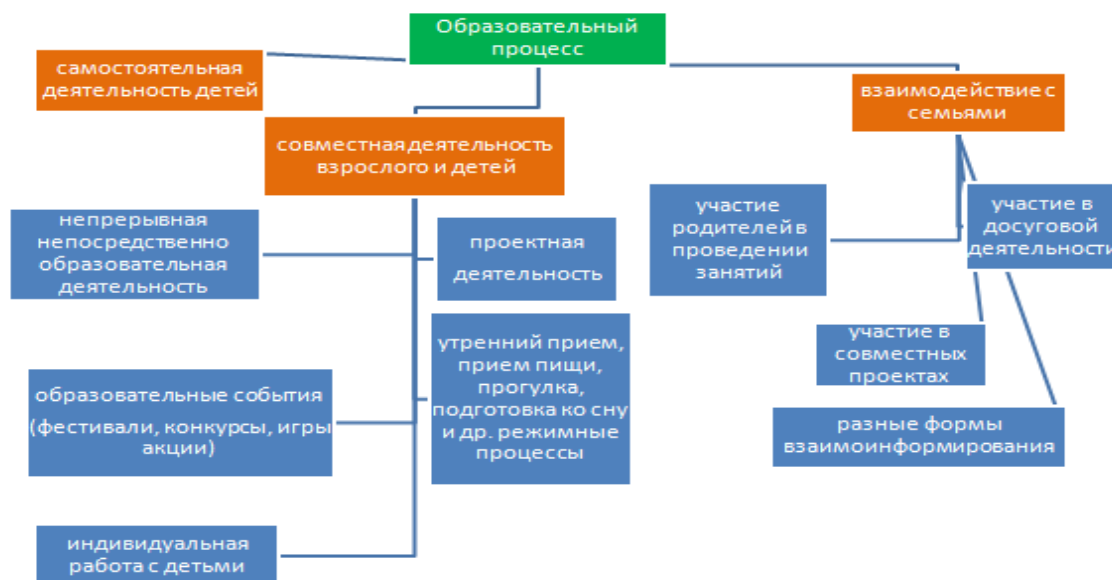 Образовательный
процесс
самостоятельная
деятельность детей
взаимодействие с
семьями
совместная деятельность
взрослого и детей
непрерывная
непосредственно
образовательная
деятельность
проектная
деятельность
участие
родителей в
проведении
занятий
участие в
досуговой
деятельности
утренний прием,
прием пищи,
прогулка,
подготовка ко сну
и др. режимные
процессы
участие в
совместных
проектах
образовательные события
(фестивали, конкурсы, игры
акции)
разные формы
взаимоинформирования
индивидуальная
работа с детьми